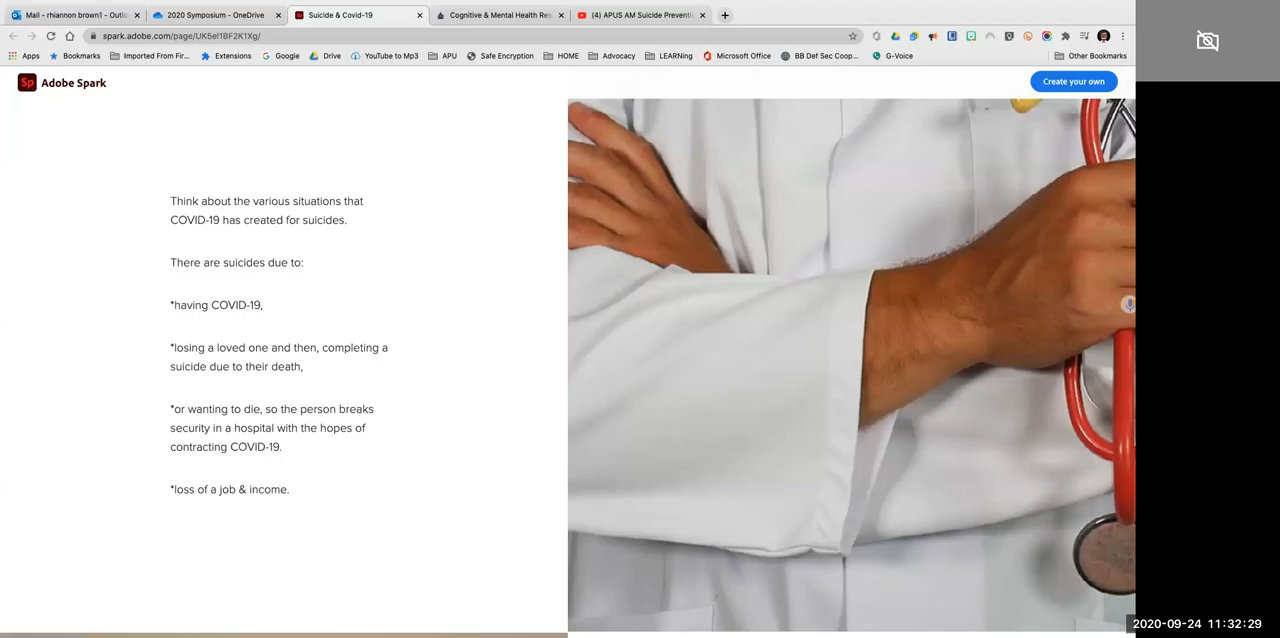 Mail - rhiannon brown1 - Outlo
2020 Symposium - OneDrive
Suicide & Covid-19
Cognitive & Mental Health Res
(4) APUS AM Suicide Preventi
spark.adobe.com/page/UK6eI1BF2K1Xg/
Apps
Bookmarks
Imported From Fir...
Extensions
Google
Drive
YouTube to Mp3
APU
Safe Encryption
HOME
Advocacy
LEARNing
Microsoft Office
BB Def Sec Coop...
G-Voice
Other Bookmarks
Sp Adobe Spark
Create your own
Think about the various situations that
COVID-19 has created for suicides.
There are suicides due to:
*having COVID-19,
*losing a loved one and then, completing a
suicide due to their death,
*or wanting to die, so the person breaks
security in a hospital with the hopes of
contracting COVID-19.
*loss of a job & income.
2020-09-24 11:32:29